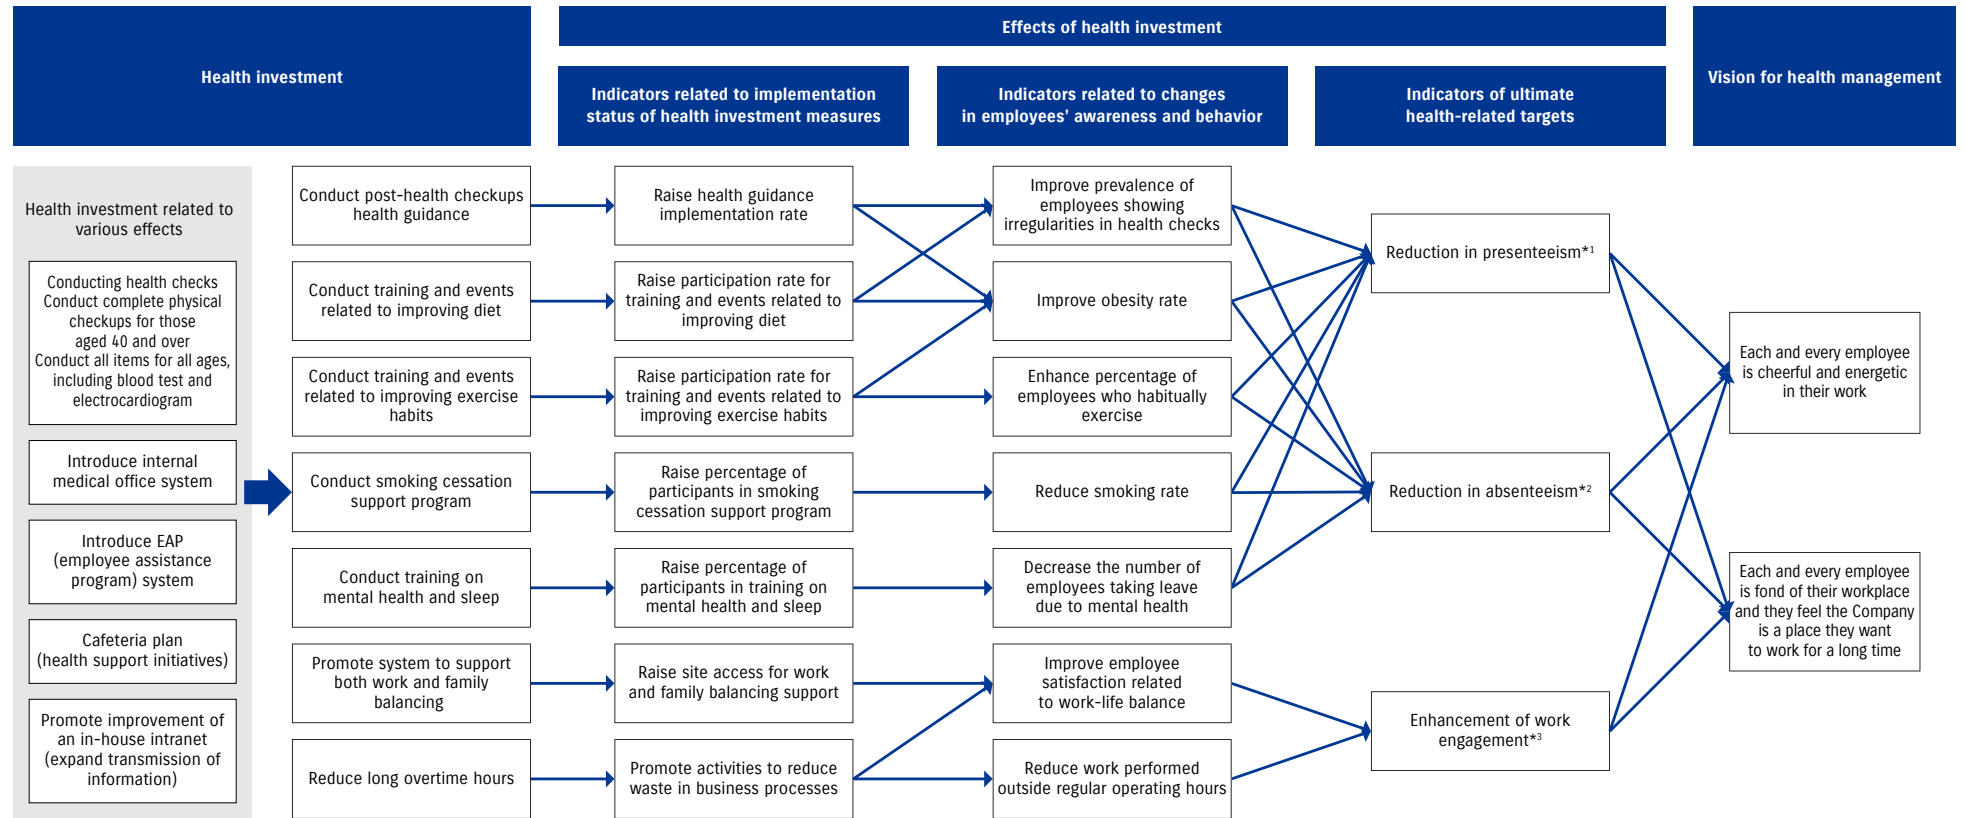 Health investment
Effects of health investment
Indicators related to implementation
status of health investment measures
Indicators related to changes
in employees’ awareness and behavior
Indicators of ultimate
health-related targets
Vision for health management
Health investment related to
various effects
Conducting health checks
Conduct complete physical
checkups for those
aged 40 and over
Conduct all items for all ages,
including blood test and
electrocardiogram
Introduce internal
medical office system
Introduce EAP
(employee assistance
program) system
Cafeteria plan
(health support initiatives)
Promote improvement of
an in-house intranet
(expand transmission of
information)
Conduct post-health checkups
health guidance
Conduct training and events
related to improving diet
Conduct training and events
related to improving exercise
habits
Conduct smoking cessation
support program
Conduct training on
mental health and sleep
Promote system to support
both work and family
balancing
Reduce long overtime hours
Raise health guidance
implementation rate
Raise participation rate for
training and events related to
improving diet
Raise participation rate for
training and events related to
improving exercise habits
Raise percentage of
participants in smoking
cessation support program
Raise percentage of
participants in training on
mental health and sleep
Raise site access for work
and family balancing support
Promote activities to reduce
waste in business processes
Improve prevalence of
employees showing
irregularities in health checks
Improve obesity rate
Enhance percentage of
employees who habitually
exercise
Reduce smoking rate
Decrease the number of
employees taking leave
due to mental health
Improve employee
satisfaction related
to work-life balance
Reduce work performed
outside regular operating hours
Reduction in presenteeism*1
Reduction in absenteeism*2
Enhancement of work
engagement*3
Each and every employee
is cheerful and energetic
in their work
Each and every employee
is fond of their workplace
and they feel the Company
is a place they want
to work for a long time